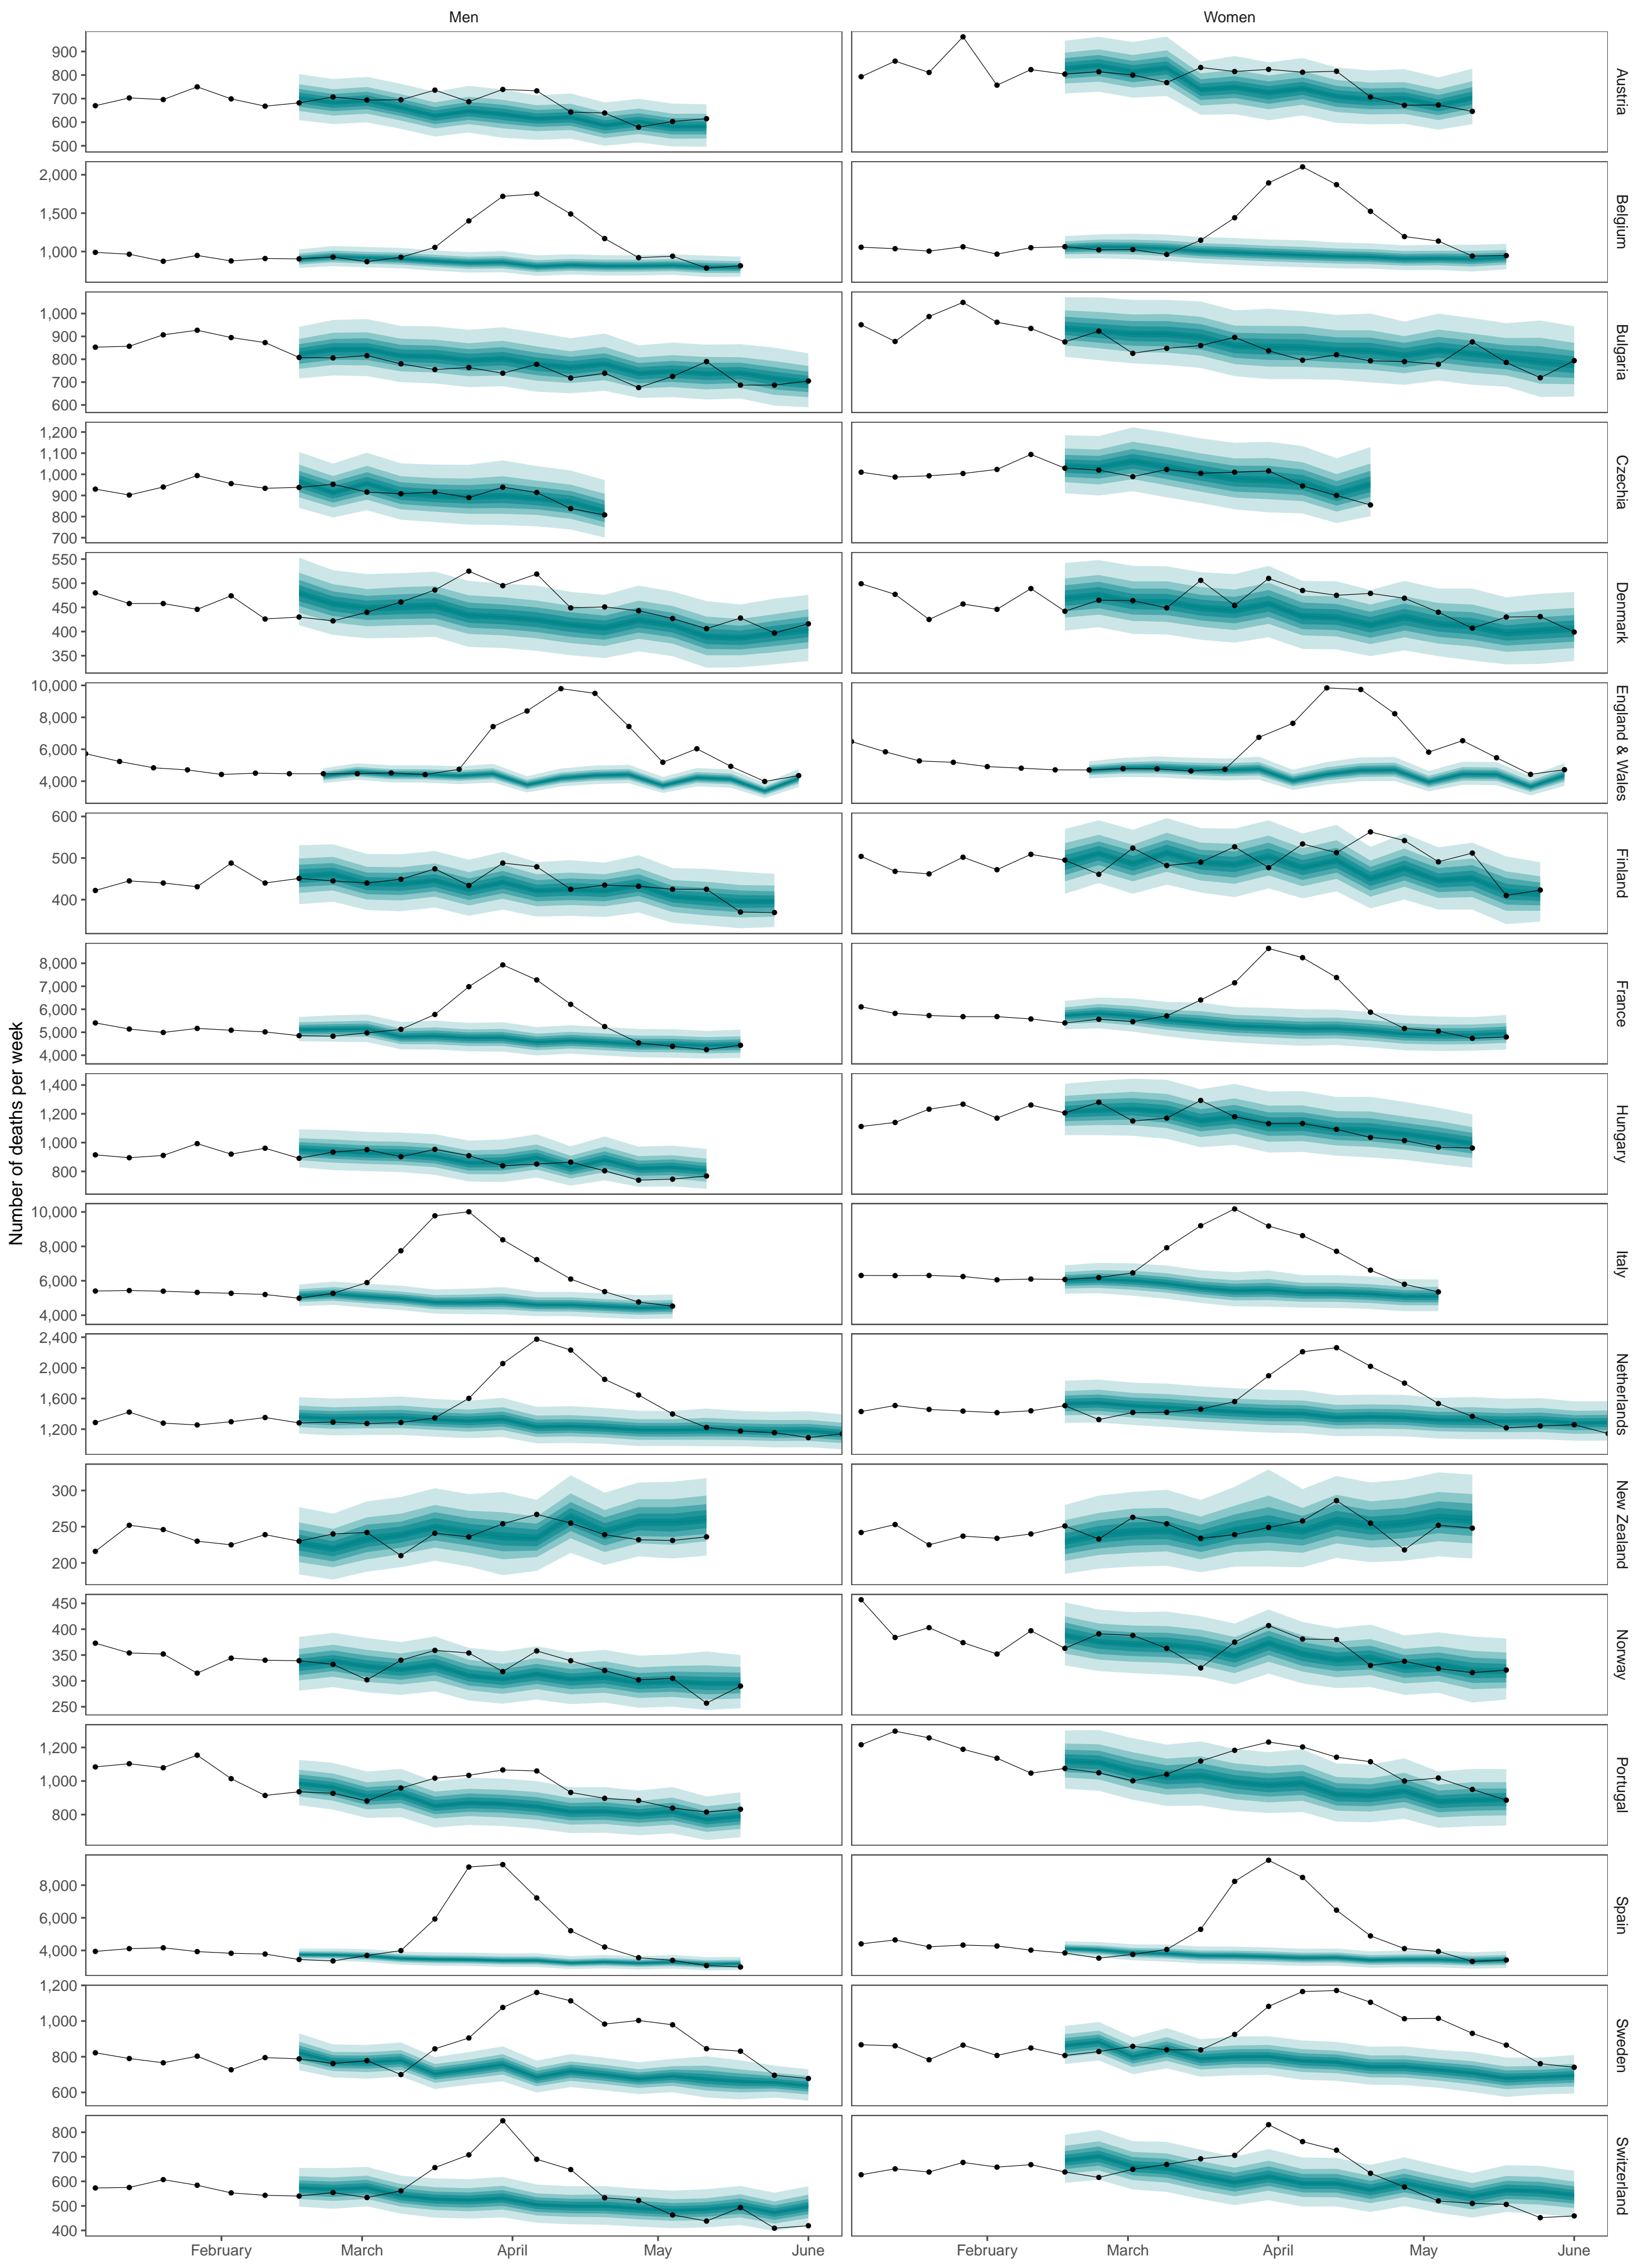 Men
Women
Number of deaths per week
900
800
700
600
500
Austria
2,000
1,500
1,000
Belgium
1,000
900
800
700
600
Bulgaria
1,200
1,100
1,000
900
800
700
Czechia
550
500
450
400
350
Denmark
10,000
8,000
6,000
4,000
England & Wales
600
500
400
Finland
8,000
7,000
6,000
5,000
4,000
France
1,400
1,200
1,000
800
Hungary
10,000
8,000
6,000
4,000
Italy
2,400
2,000
1,600
1,200
Netherlands
300
250
200
New Zealand
450
400
350
300
250
Norway
1,200
1,000
800
Portugal
8,000
6,000
4,000
Spain
1,200
1,000
800
600
Sweden
800
700
600
500
400
Switzerland
February
March
April
May
June
February
March
April
May
June